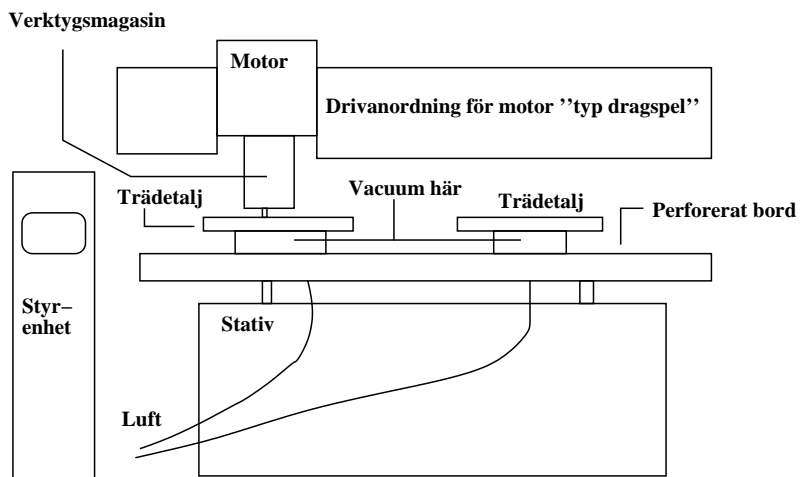 Verktygsmagasin
Motor
Drivanordning för motor ’’typ dragspel’’
Trädetalj
Vacuum här
Trädetalj
Perforerat bord
Styr–
enhet
Stativ
Luft